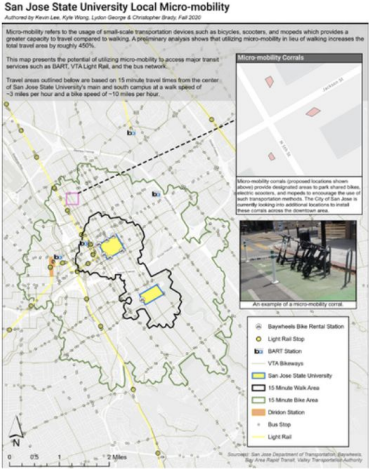 San Jose State University Local Micro-mobility
Authored by Kevin Lee, Kyle Wong, Lydon George & Christopher Brady, Fall 2020
Micro-mobility refers to the usage of small-scale transportation devices such as bicycles, scooters, and mopeds which provides a
greater capacity to travel compared to walking. A preliminary analysis shows that utilizing micro-mobility in lieu of walking increases the
total travel area by roughly 450%.
This map presents the potential of utilizing micro-mobility to access major transit
services such as BART, VTA Light Rail, and the bus network.
Travel areas outlined below are based on 15 minute travel times from the center
of San Jose State University's main and south campus at a walk speed of
~3 miles per hour and a bike speed of ~10 miles per hour.
Micro-mobility Corrals
Micro-mobility corrals (proposed locations shown
above) provide designated areas to park shared bikes,
electric scooters, and mopeds to encourage the use of
such transportation methods. The City of San Jose is
currently looking into additional locations to install
these corrals across the downtown area.
An example of a micro-mobility corral.
Baywheels Bike Rental Station
Light Rail Stop
BART Station
VTA Bikeways
San Jose State University
15 Minute Walk Area
15 Minute Bike Area
Diridon Station
Bus Stop
Light Rail
N
0 0.5 1 2 Miles
Sources: San Jose Department of Transportation, Baywheels,
Bay Area Rapid Transit, Valley Transportation Authority